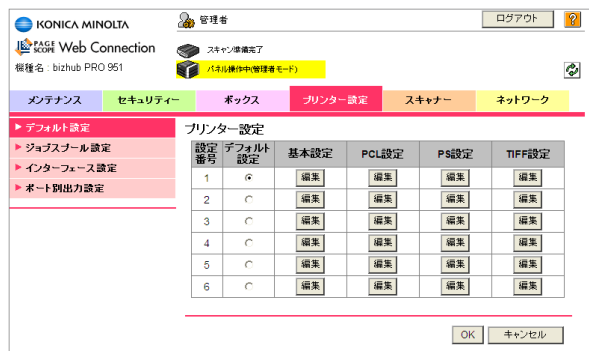 KONICA MINOLTA
管理者
ログアウト
?
PAGE SCOPE Web Connection
スキャン準備完了
機種名 : bizhub PRO 951
パネル操作中(管理者モード)
メンテナンス セキュリティー ボックス プリンター設定 スキャナー ネットワーク
デフォルト設定
ジョブスプール設定
インターフェース設定
ポート別出力設定
プリンター設定
設定番号 デフォルト設定 基本設定 PCL設定 PS設定 TIFF設定
1 編集 編集 編集 編集
2 編集 編集 編集 編集
3 編集 編集 編集 編集
4 編集 編集 編集 編集
5 編集 編集 編集 編集
6 編集 編集 編集 編集
OK キャンセル